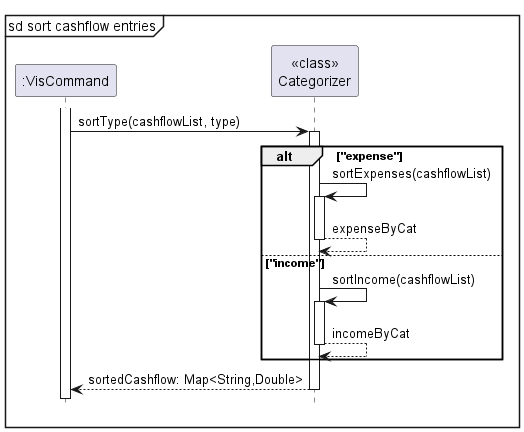 sd sort cashflow entries
:VisCommand
«class»
Categorizer
sortType(cashflowList, type)
alt
["expense"]
sortExpenses(cashflowList)
expenseByCat
["income"]
sortIncome(cashflowList)
incomeByCat
sortedCashflow: Map<String,Double>